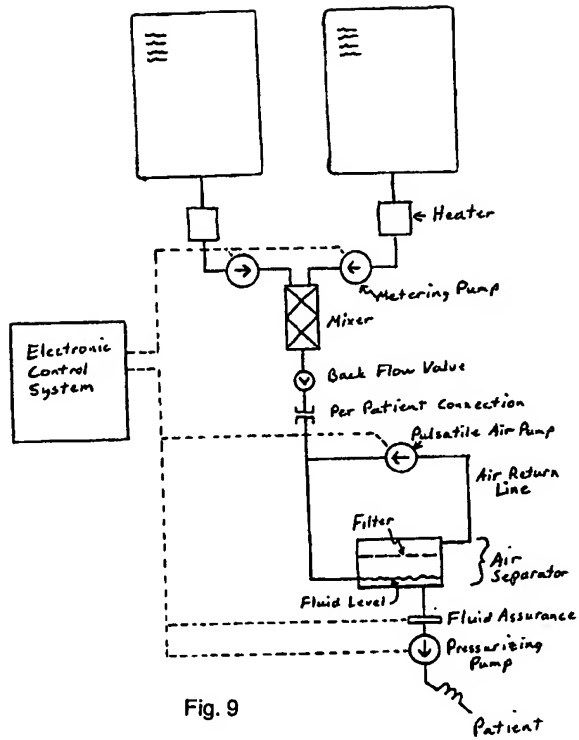 Heater
Metering Pump
Mixer
Electronic
Control
System
Back Flow Valve
Per Patient Connection
Pulsatile Air Pump
Air Return
Line
Filter
Air
Separator
Fluid Level
Fluid Assurance
Pressurizing
Pump
Fig. 9
Patient